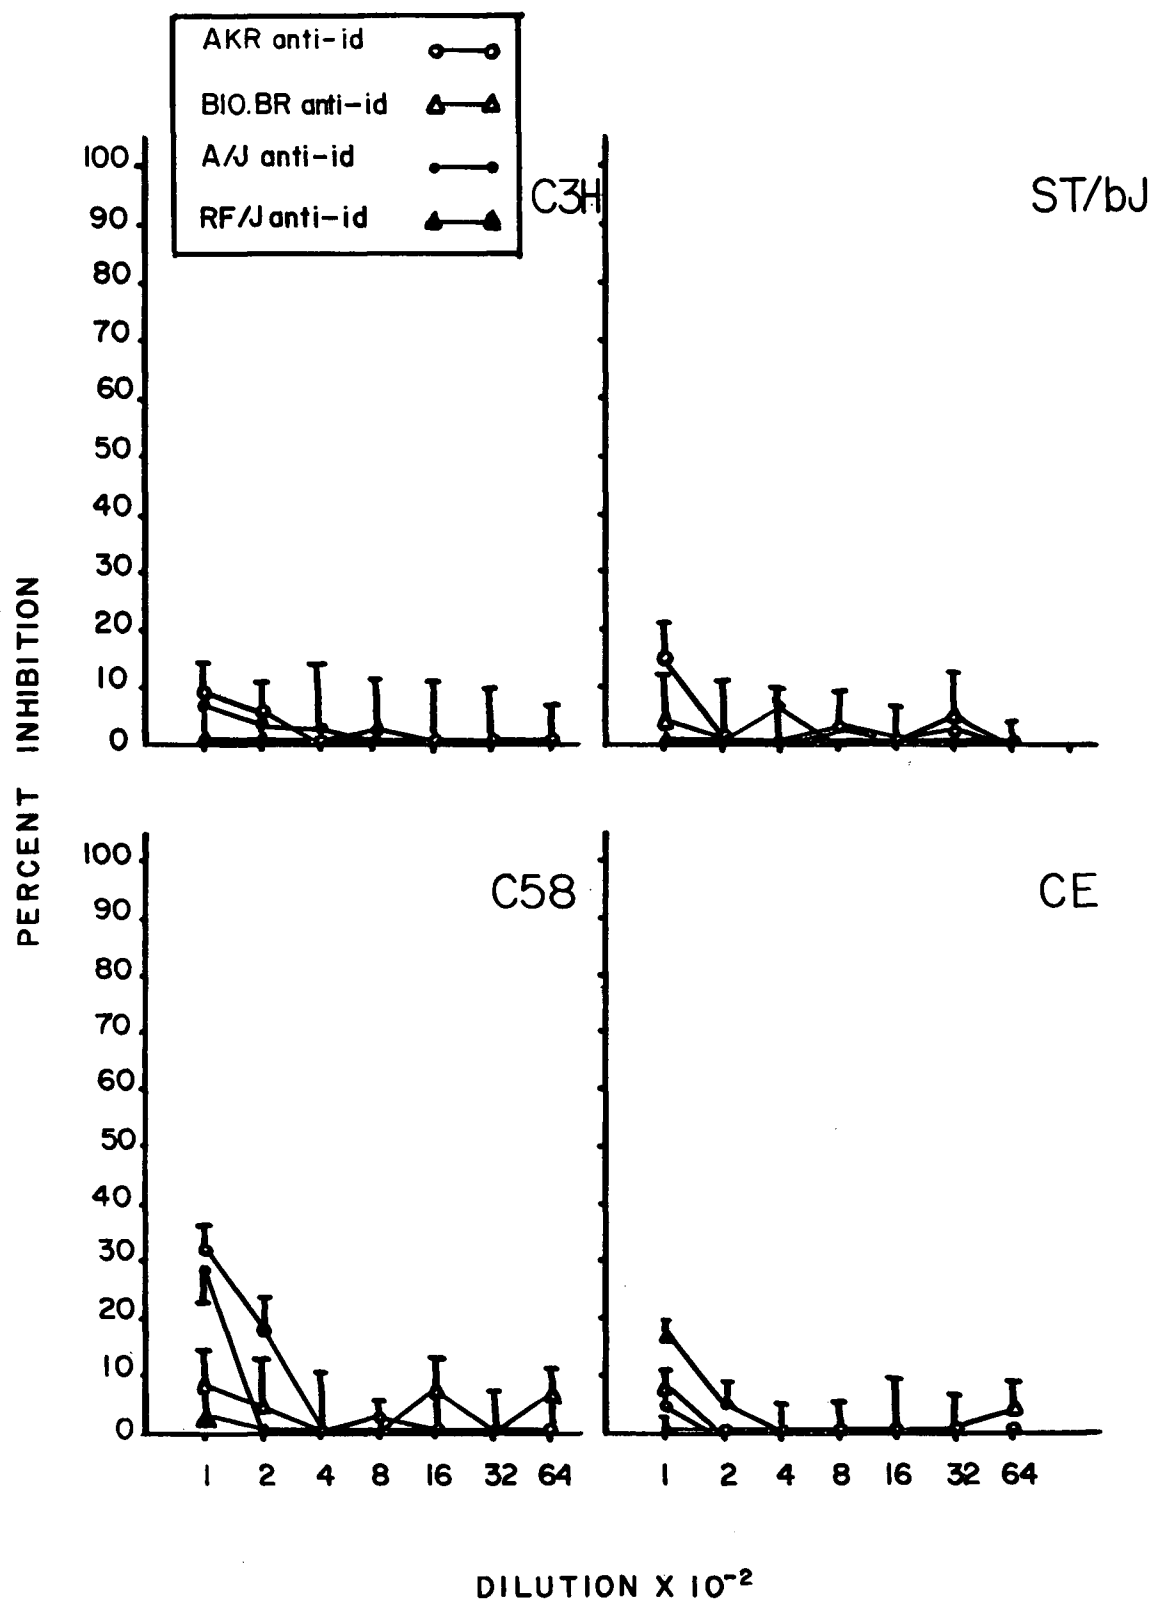 AKR anti-id
BIO.BR anti-id
A/J anti-id
RF/J anti-id
C3H
ST/bJ
100
90
80
70
60
50
40
30
20
10
0
PERCENT INHIBITION
C58
CE
100
90
80
70
60
50
40
30
20
10
0
1 2 4 8 16 32 64
1 2 4 8 16 32 64
DILUTION X 10⁻²